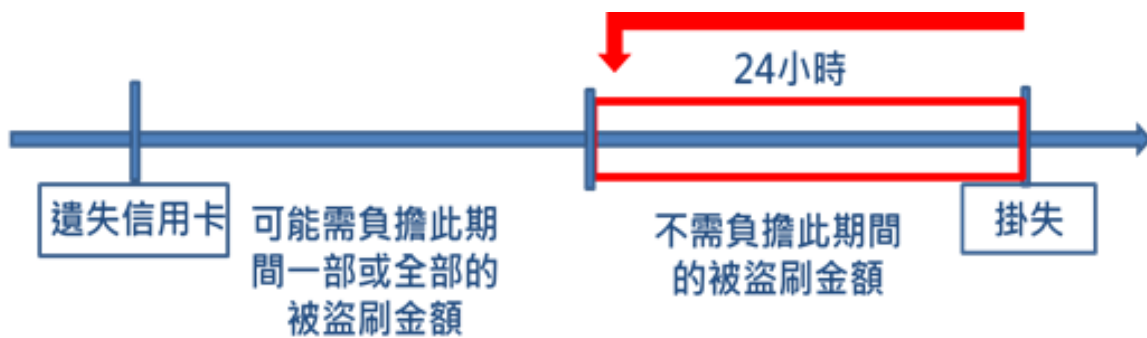 24小時
遺失信用卡
可能需負擔此期
間一部或全部的
被盜刷金額
不需負擔此期間
的被盜刷金額
掛失